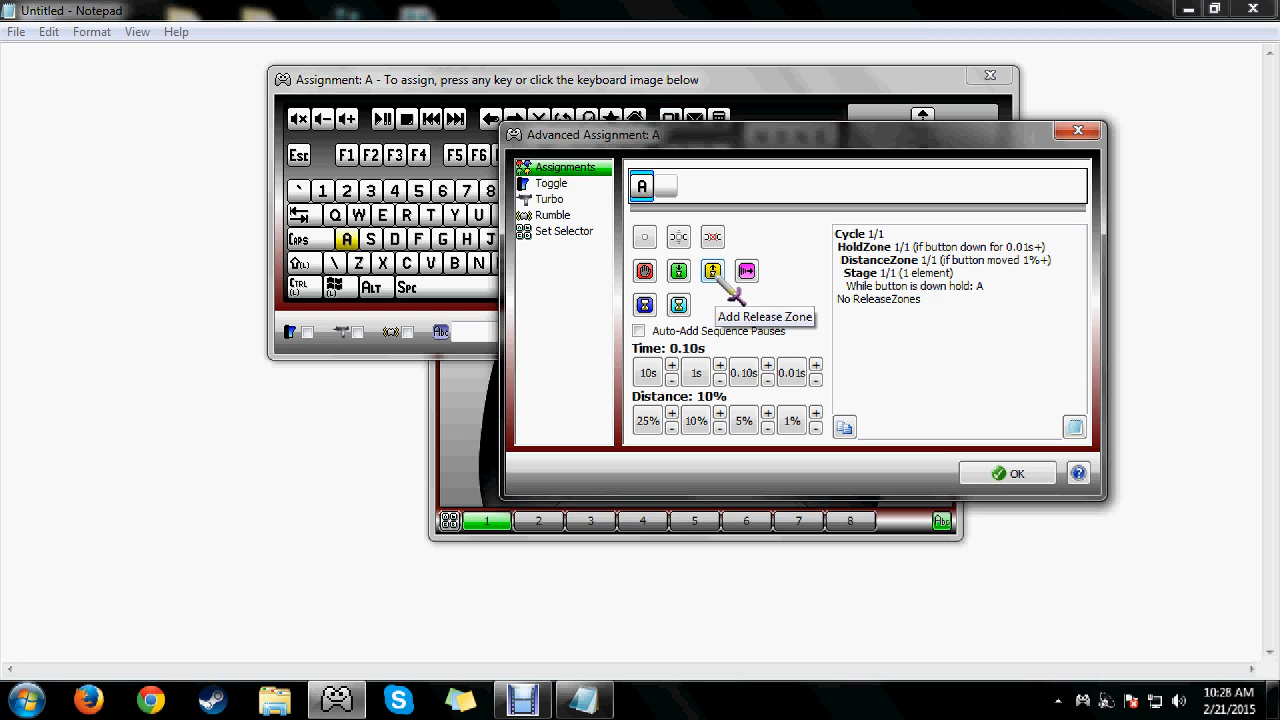 Untitled - Notepad
File Edit Format View Help
Assignment: A - To assign, press any key or click the keyboard image below
Esc F1 F2 F3 F4 F5 F6
` 1 2 3 4 5 6 7 8
Q W E R T Y U
CAPS A S D F G H J
\ Z X C V B N M
CTRL ALT SPC
Abc
Advanced Assignment: A
Assignments
Toggle
Turbo
Rumble
Set Selector
A
Add Release Zone
Auto-Add Sequence Pauses
Time: 0.10s
10s + - 1s + - 0.10s + - 0.01s + -
Distance: 10%
25% + - 10% + - 5% + - 1% + -
Cycle 1/1
HoldZone 1/1 (if button down for 0.01s+)
DistanceZone 1/1 (if button moved 1%+)
Stage 1/1 (1 element)
While button is down hold: A
No ReleaseZones
OK ?
1 2 3 4 5 6 7 8 Abc
10:28 AM
2/21/2015